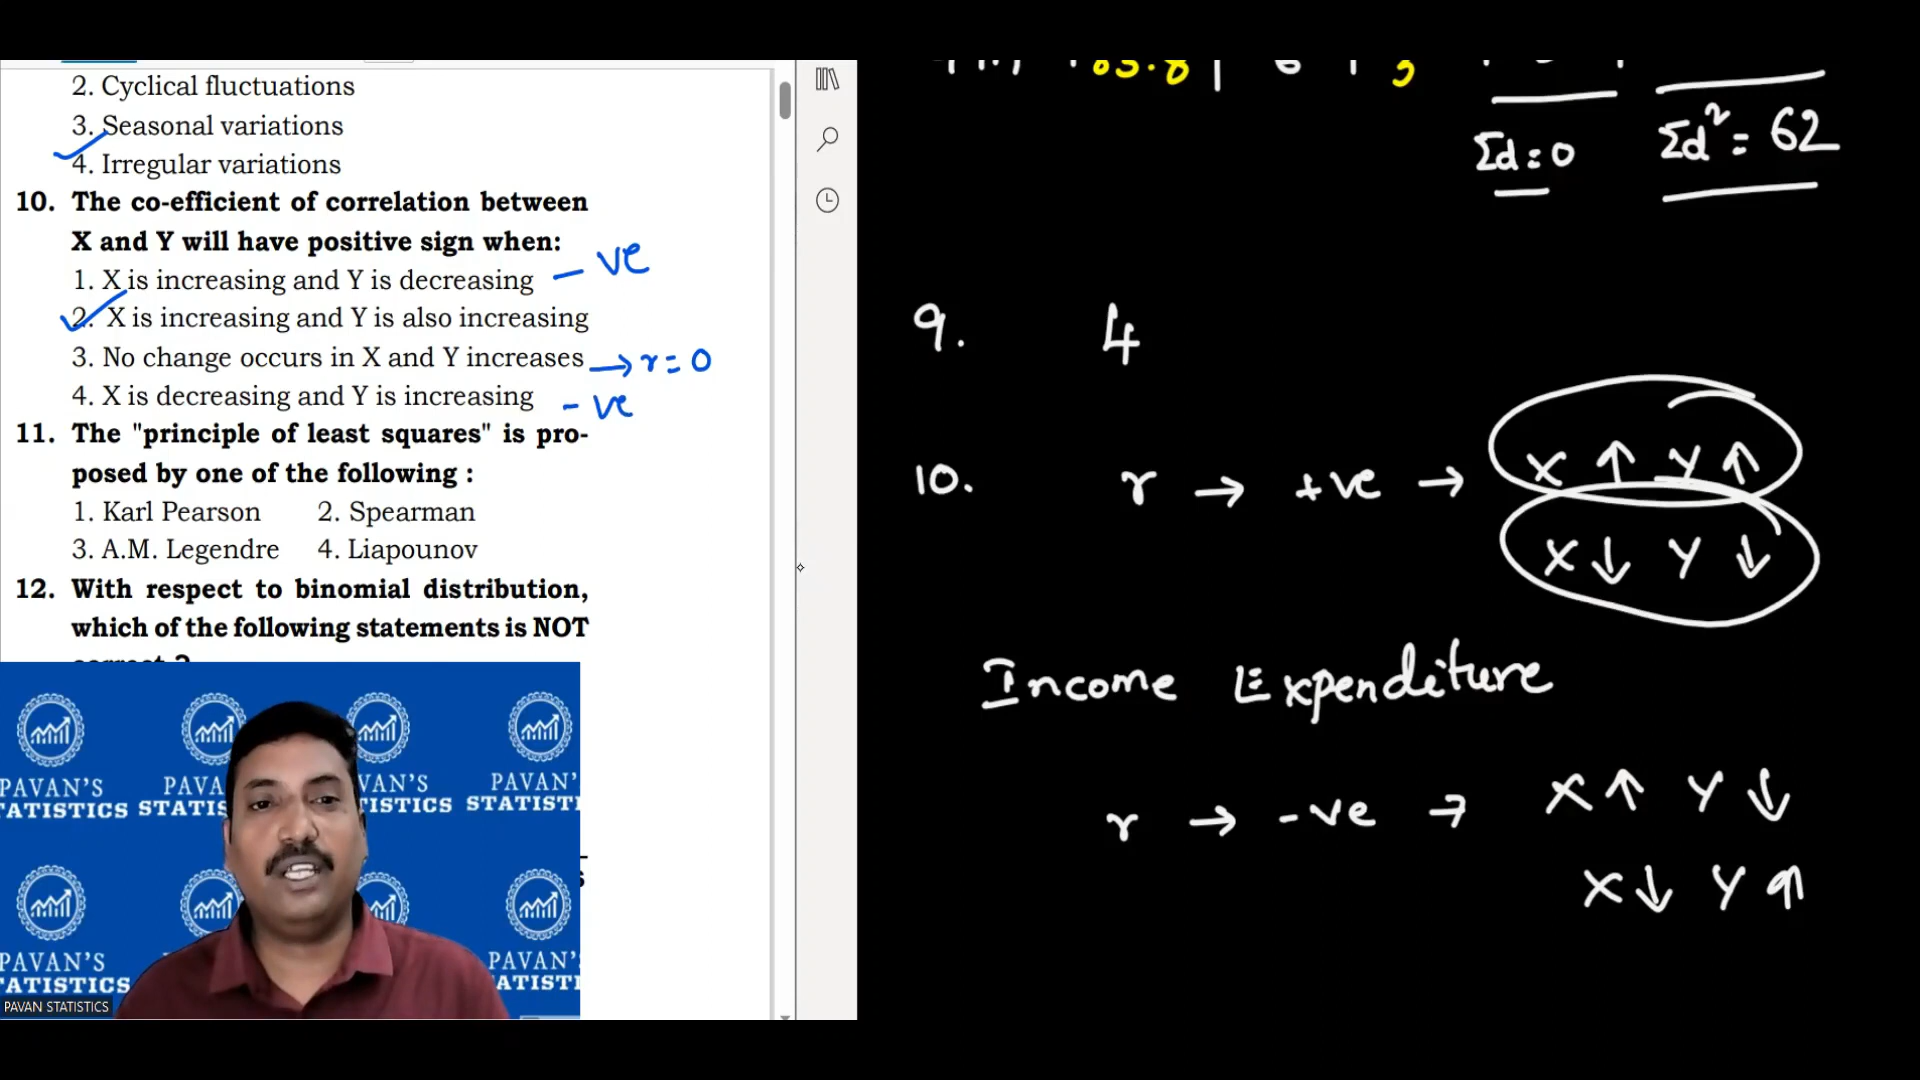 2. Cyclical fluctuations
3. Seasonal variations
4. Irregular variations
10. The co-efficient of correlation between
X and Y will have positive sign when:
1. X is increasing and Y is decreasing - ve
2. X is increasing and Y is also increasing
3. No change occurs in X and Y increases → r = 0
4. X is decreasing and Y is increasing - ve
11. The "principle of least squares" is pro-
posed by one of the following :
1. Karl Pearson 2. Spearman
3. A.M. Legendre 4. Liapounov
12. With respect to binomial distribution,
which of the following statements is NOT
PAVAN'S
STATISTICS
PAVAN STATISTICS
Σd = 0 Σd² = 62
9. 4
10. r → +ve → X ↑ Y ↑
X ↓ Y ↓
Income Expenditure
r → -ve → X ↑ Y ↓
X ↓ Y ↑